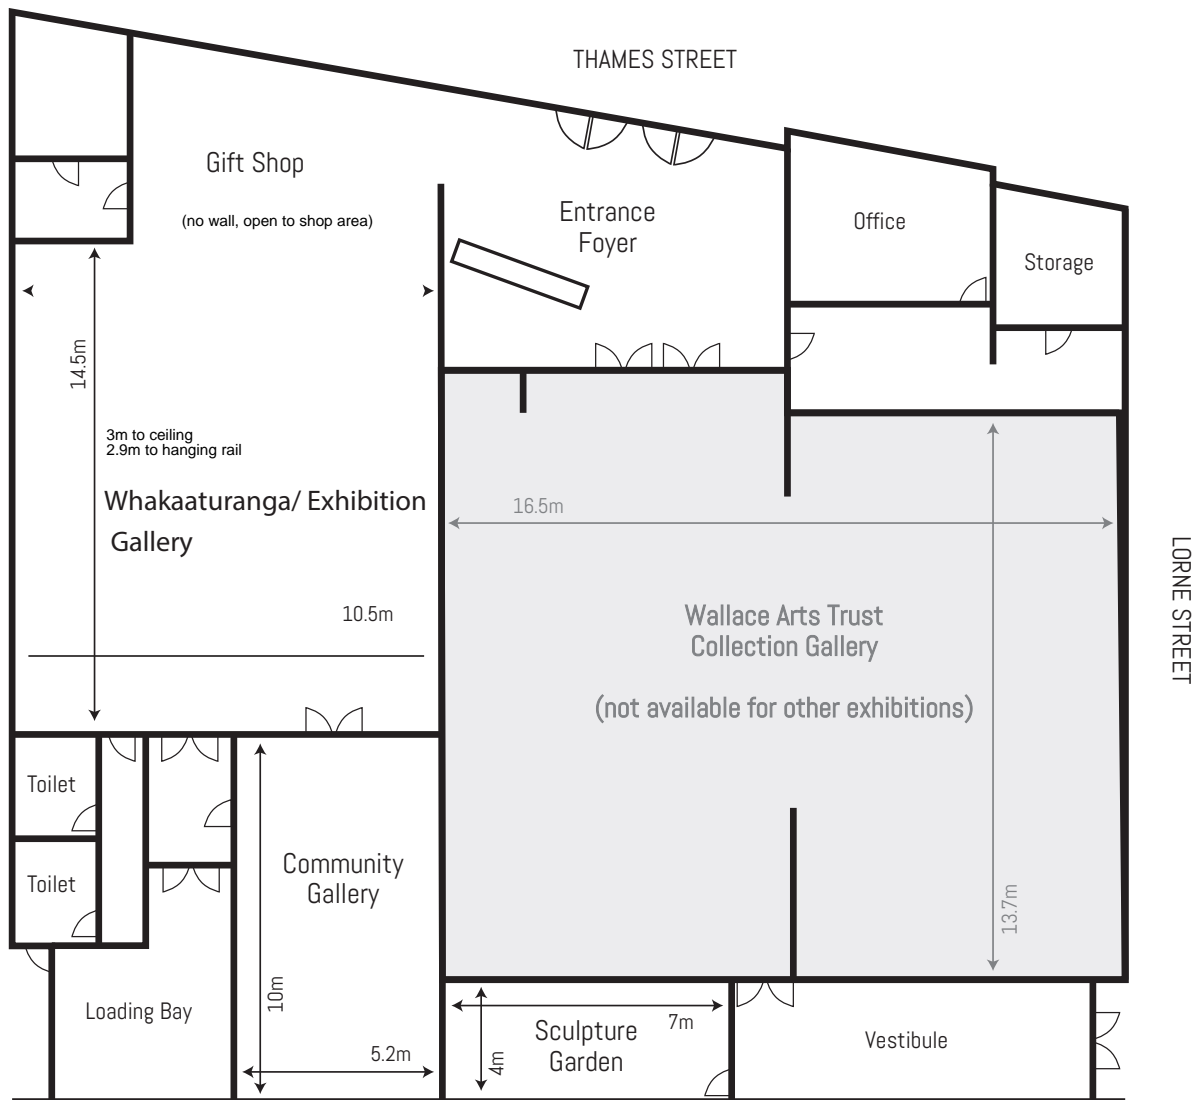 THAMES STREET
Gift Shop
(no wall, open to shop area)
Entrance
Foyer
Office
Storage
14.5m
3m to ceiling
2.9m to hanging rail
Whakaaturanga/ Exhibition
Gallery
10.5m
16.5m
Wallace Arts Trust
Collection Gallery
(not available for other exhibitions)
13.7m
LORNE STREET
Toilet
Toilet
Community
Gallery
10m
5.2m
Loading Bay
7m
Sculpture
Garden
4m
Vestibule